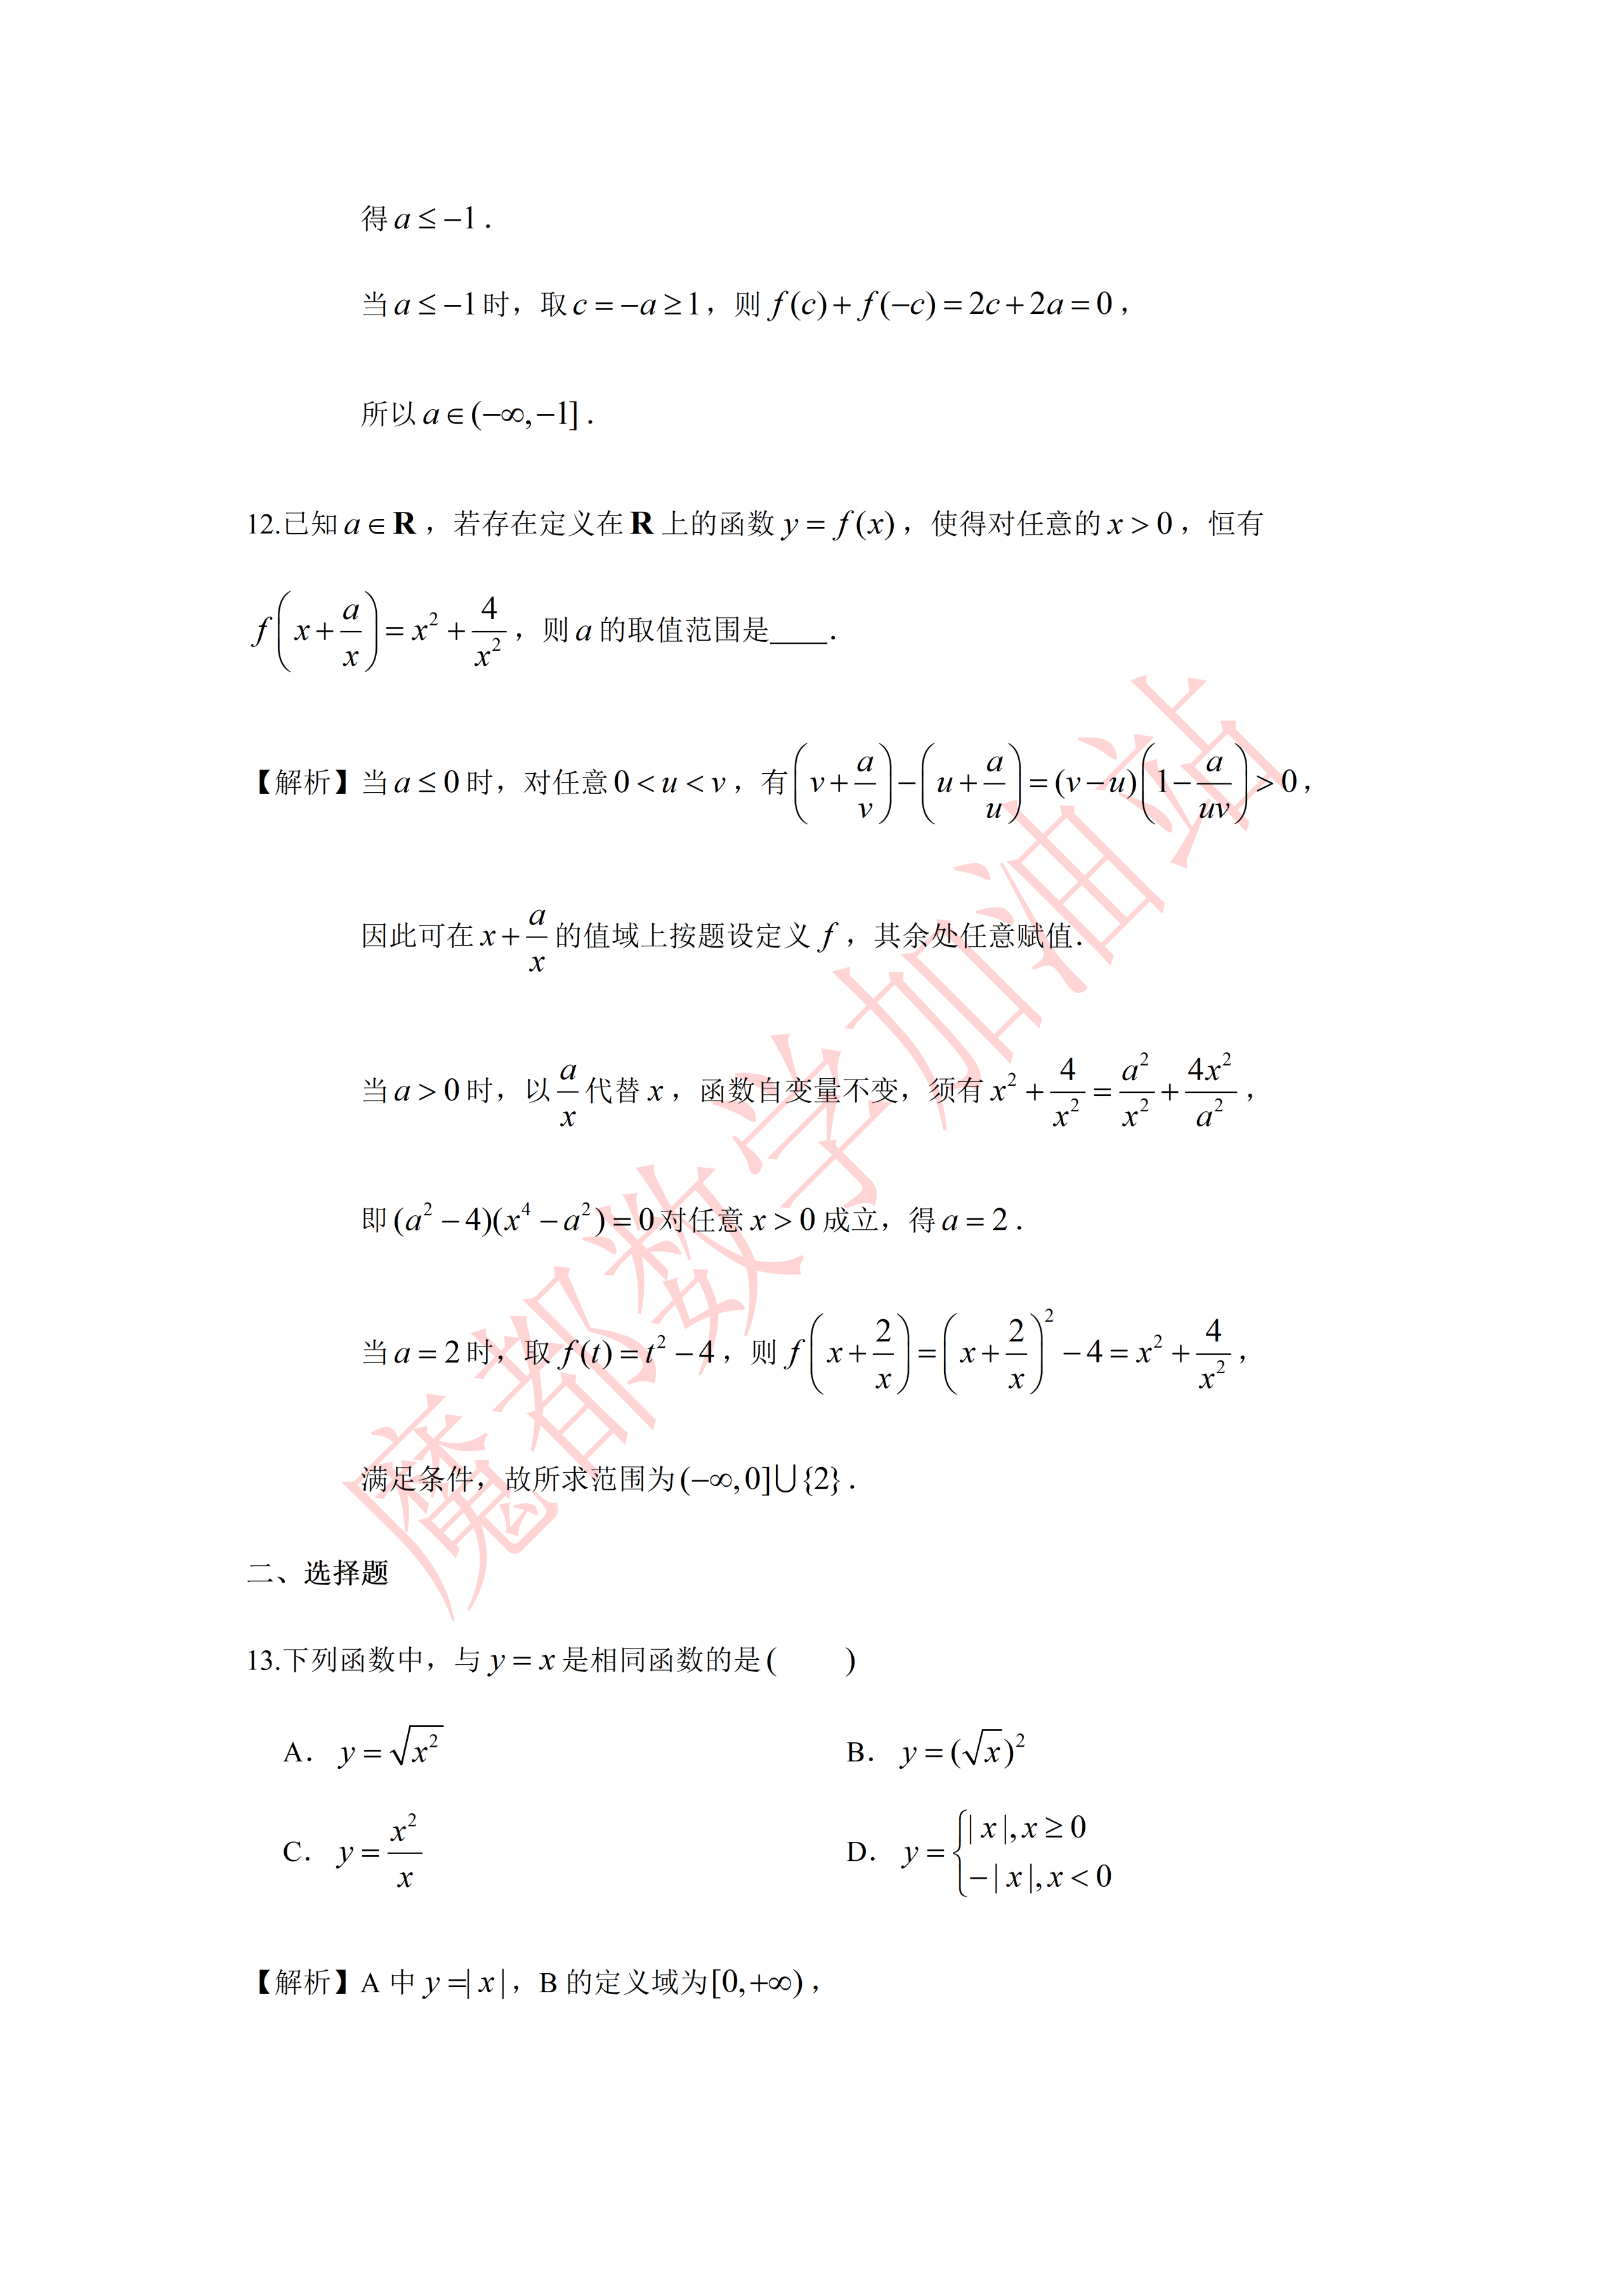 得 a ≤ −1．
当 a ≤ −1 时，取 c = −a ≥ 1，则 f(c) + f(−c) = 2c + 2a = 0，
所以 a ∈ (−∞, −1]．
12.已知 a ∈ R，若存在定义在 R 上的函数 y = f(x)，使得对任意的 x > 0，恒有
f(x + a/x) = x² + 4/x²，则 a 的取值范围是____．
【解析】当 a ≤ 0 时，对任意 0 < u < v，有 (v + a/v) − (u + a/u) = (v − u)(1 − a/(uv)) > 0，
因此可在 x + a/x 的值域上按题设定义 f，其余处任意赋值．
当 a > 0 时，以 a/x 代替 x，函数自变量不变，须有 x² + 4/x² = a²/x² + 4x²/a²，
即 (a² − 4)(x⁴ − a²) = 0 对任意 x > 0 成立，得 a = 2．
当 a = 2 时，取 f(t) = t² − 4，则 f(x + 2/x) = (x + 2/x)² − 4 = x² + 4/x²，
满足条件，故所求范围为 (−∞, 0]∪{2}．
二、选择题
13.下列函数中，与 y = x 是相同函数的是(　　)
A． y = √(x²)　　B． y = (√x)²
C． y = x²/x　　D． y = { |x|, x ≥ 0; −|x|, x < 0
【解析】A 中 y =| x |，B 的定义域为[0, +∞)，
魔都数学加油站